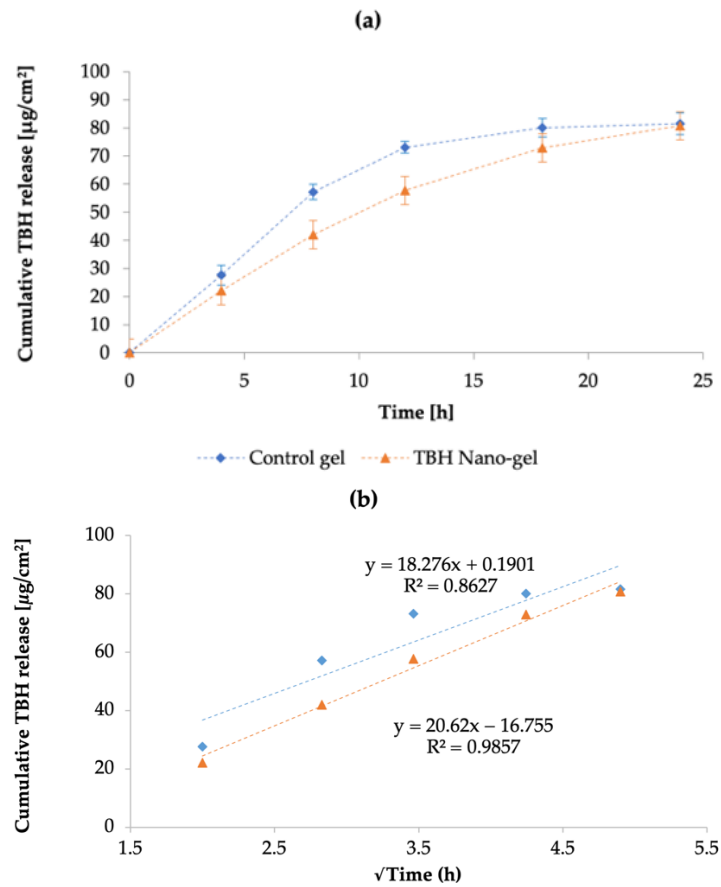 (a)
Cumulative TBH release [µg/cm²]
100
90
80
70
60
50
40
30
20
10
0
0 5 10 15 20 25
Time [h]
Control gel TBH Nano-gel
(b)
Cumulative TBH release [µg/cm²]
100
80
60
40
20
0
y = 18.276x + 0.1901
R² = 0.8627
y = 20.62x − 16.755
R² = 0.9857
1.5 2.5 3.5 4.5 5.5
√Time (h)